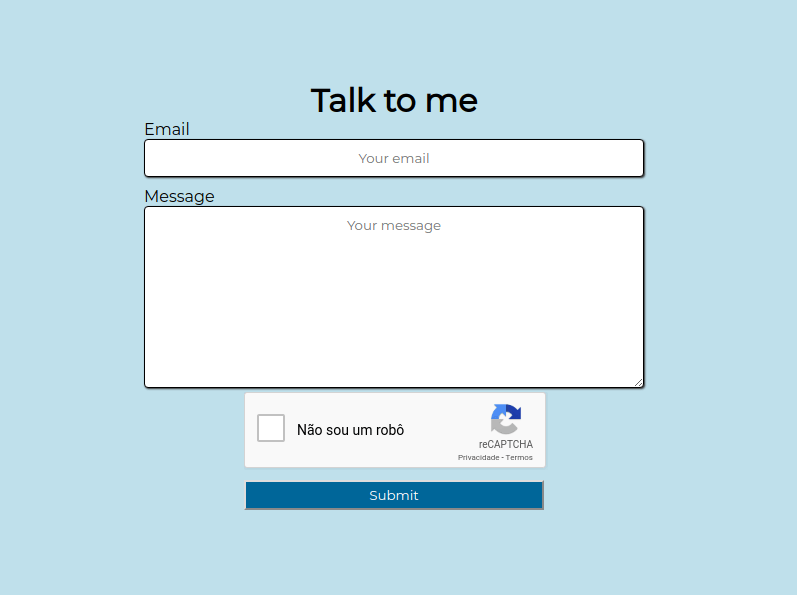 Talk to me
Email
Your email
Message
Your message
Não sou um robô
reCAPTCHA
Privacidade - Termos
Submit